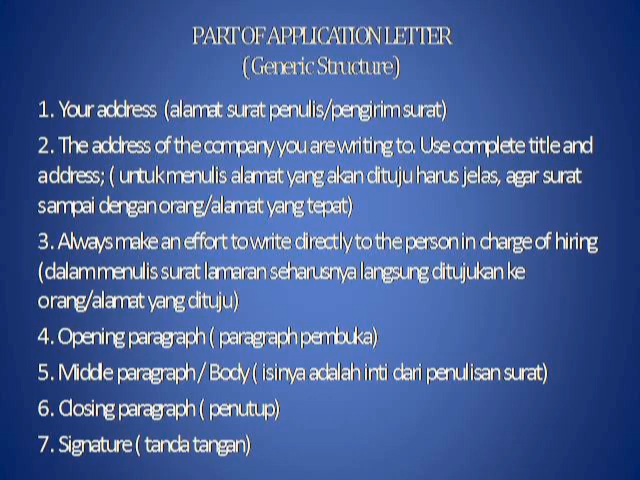 PART OF APPLICATION LETTER
(Generic Structure)
1. Your address (alamat surat penulis/pengirim surat)
2. The address of the company you are writing to. Use complete title and
address; ( untuk menulis alamat yang akan dituju harus jelas, agar surat
sampai dengan orang/alamat yang tepat)
3. Always make an effort to write directly to the person in charge of hiring
(dalam menulis surat lamaran seharusnya langsung ditujukan ke
orang/alamat yang dituju)
4. Opening paragraph ( paragraph pembuka)
5. Middle paragraph / Body ( isinya adalah inti dari penulisan surat)
6. Closing paragraph ( penutup)
7. Signature ( tanda tangan)